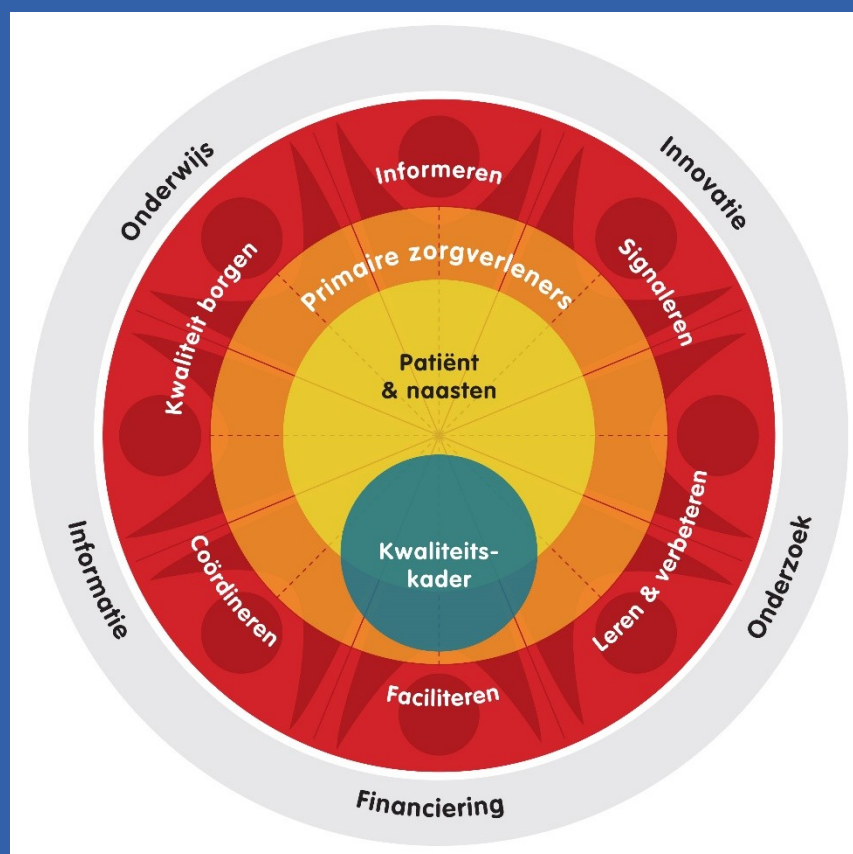 Onderwijs
Innovatie
Informeren
Kwaliteit borgen
Primaire zorgverleners
Signaleren
Patiënt
& naasten
Kwaliteits-
kader
Coördineren
Leren & verbeteren
Informatie
Onderzoek
Faciliteren
Financiering